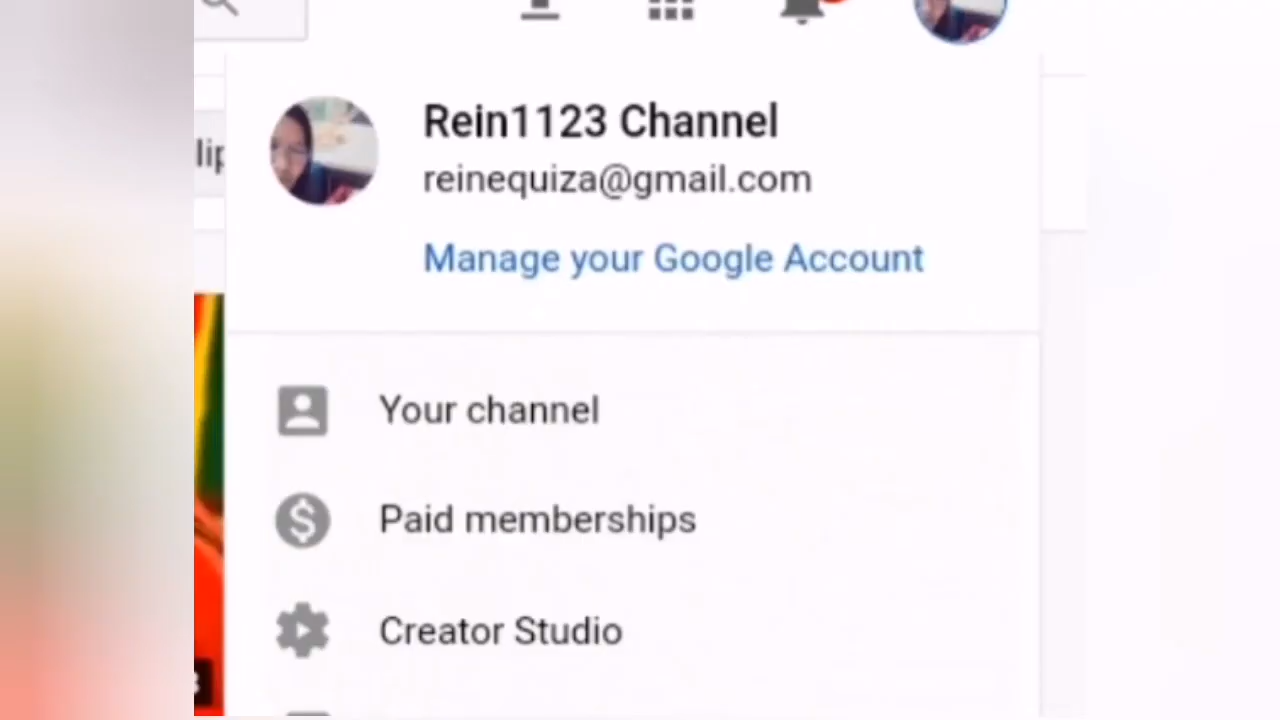 Rein1123 Channel
reinequiza@gmail.com
Manage your Google Account
Your channel
Paid memberships
Creator Studio